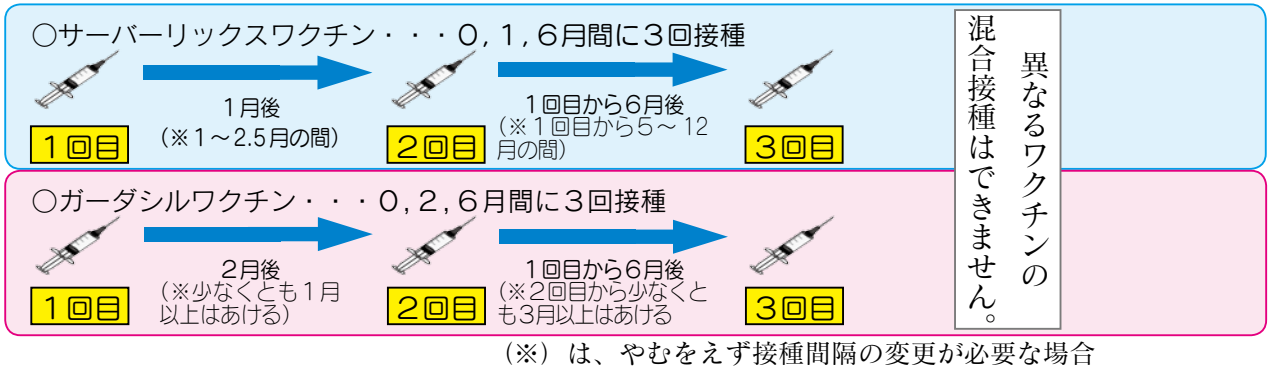 ○サーバーリックスワクチン・・・０,１,６月間に３回接種
１月後
（※１～2.5月の間）
１回目から６月後
（※１回目から５～12
月の間）
１回目
２回目
３回目
○ガーダシルワクチン・・・０,２,６月間に３回接種
２月後
（※少なくとも１月
以上はあける）
１回目から６月後
（※２回目から少なくと
も３月以上はあける
１回目
２回目
３回目
異なるワクチンの
混合接種はできません。
（※）は、やむをえず接種間隔の変更が必要な場合